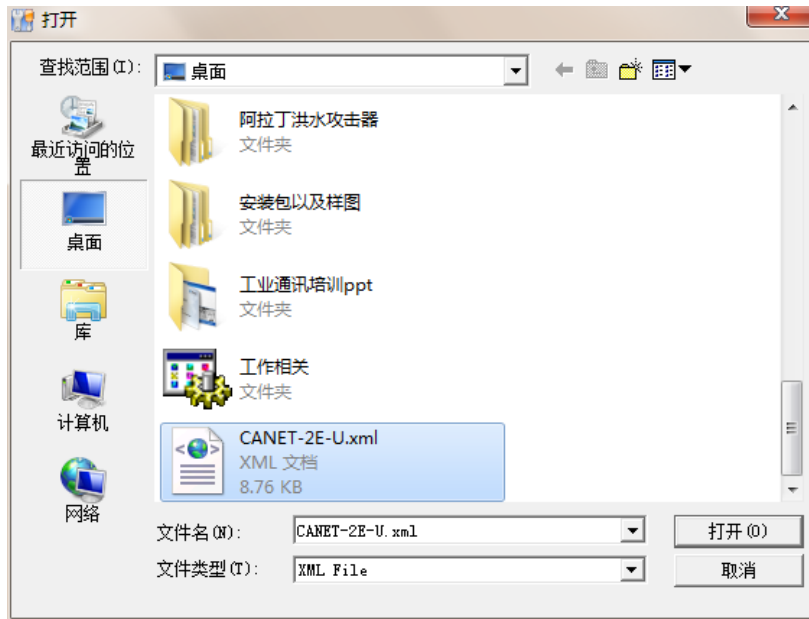 打开
查找范围(I):
桌面
最近访问的位
置
桌面
库
计算机
网络
阿拉丁洪水攻击器
文件夹
安装包以及样图
文件夹
工业通讯培训ppt
文件夹
工作相关
文件夹
CANET-2E-U.xml
XML 文档
8.76 KB
文件名(N):
CANET-2E-U.xml
打开(O)
文件类型(T):
XML File
取消